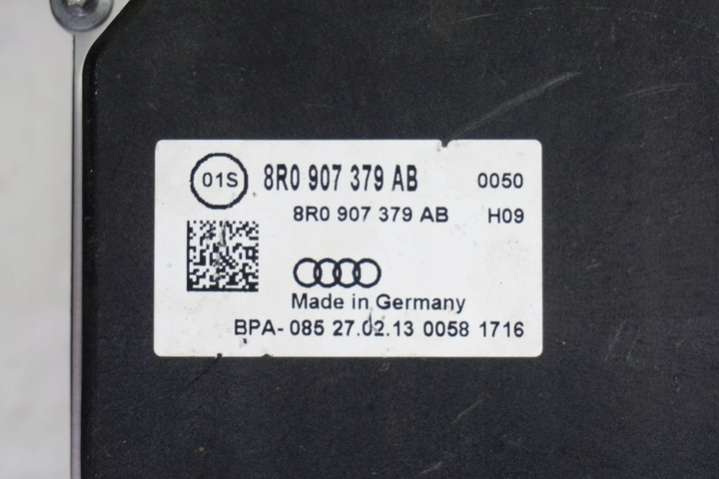 01S 8R0 907 379 AB 0050
8R0 907 379 AB H09
Made in Germany
BPA- 085 27.02.13 0058 1716